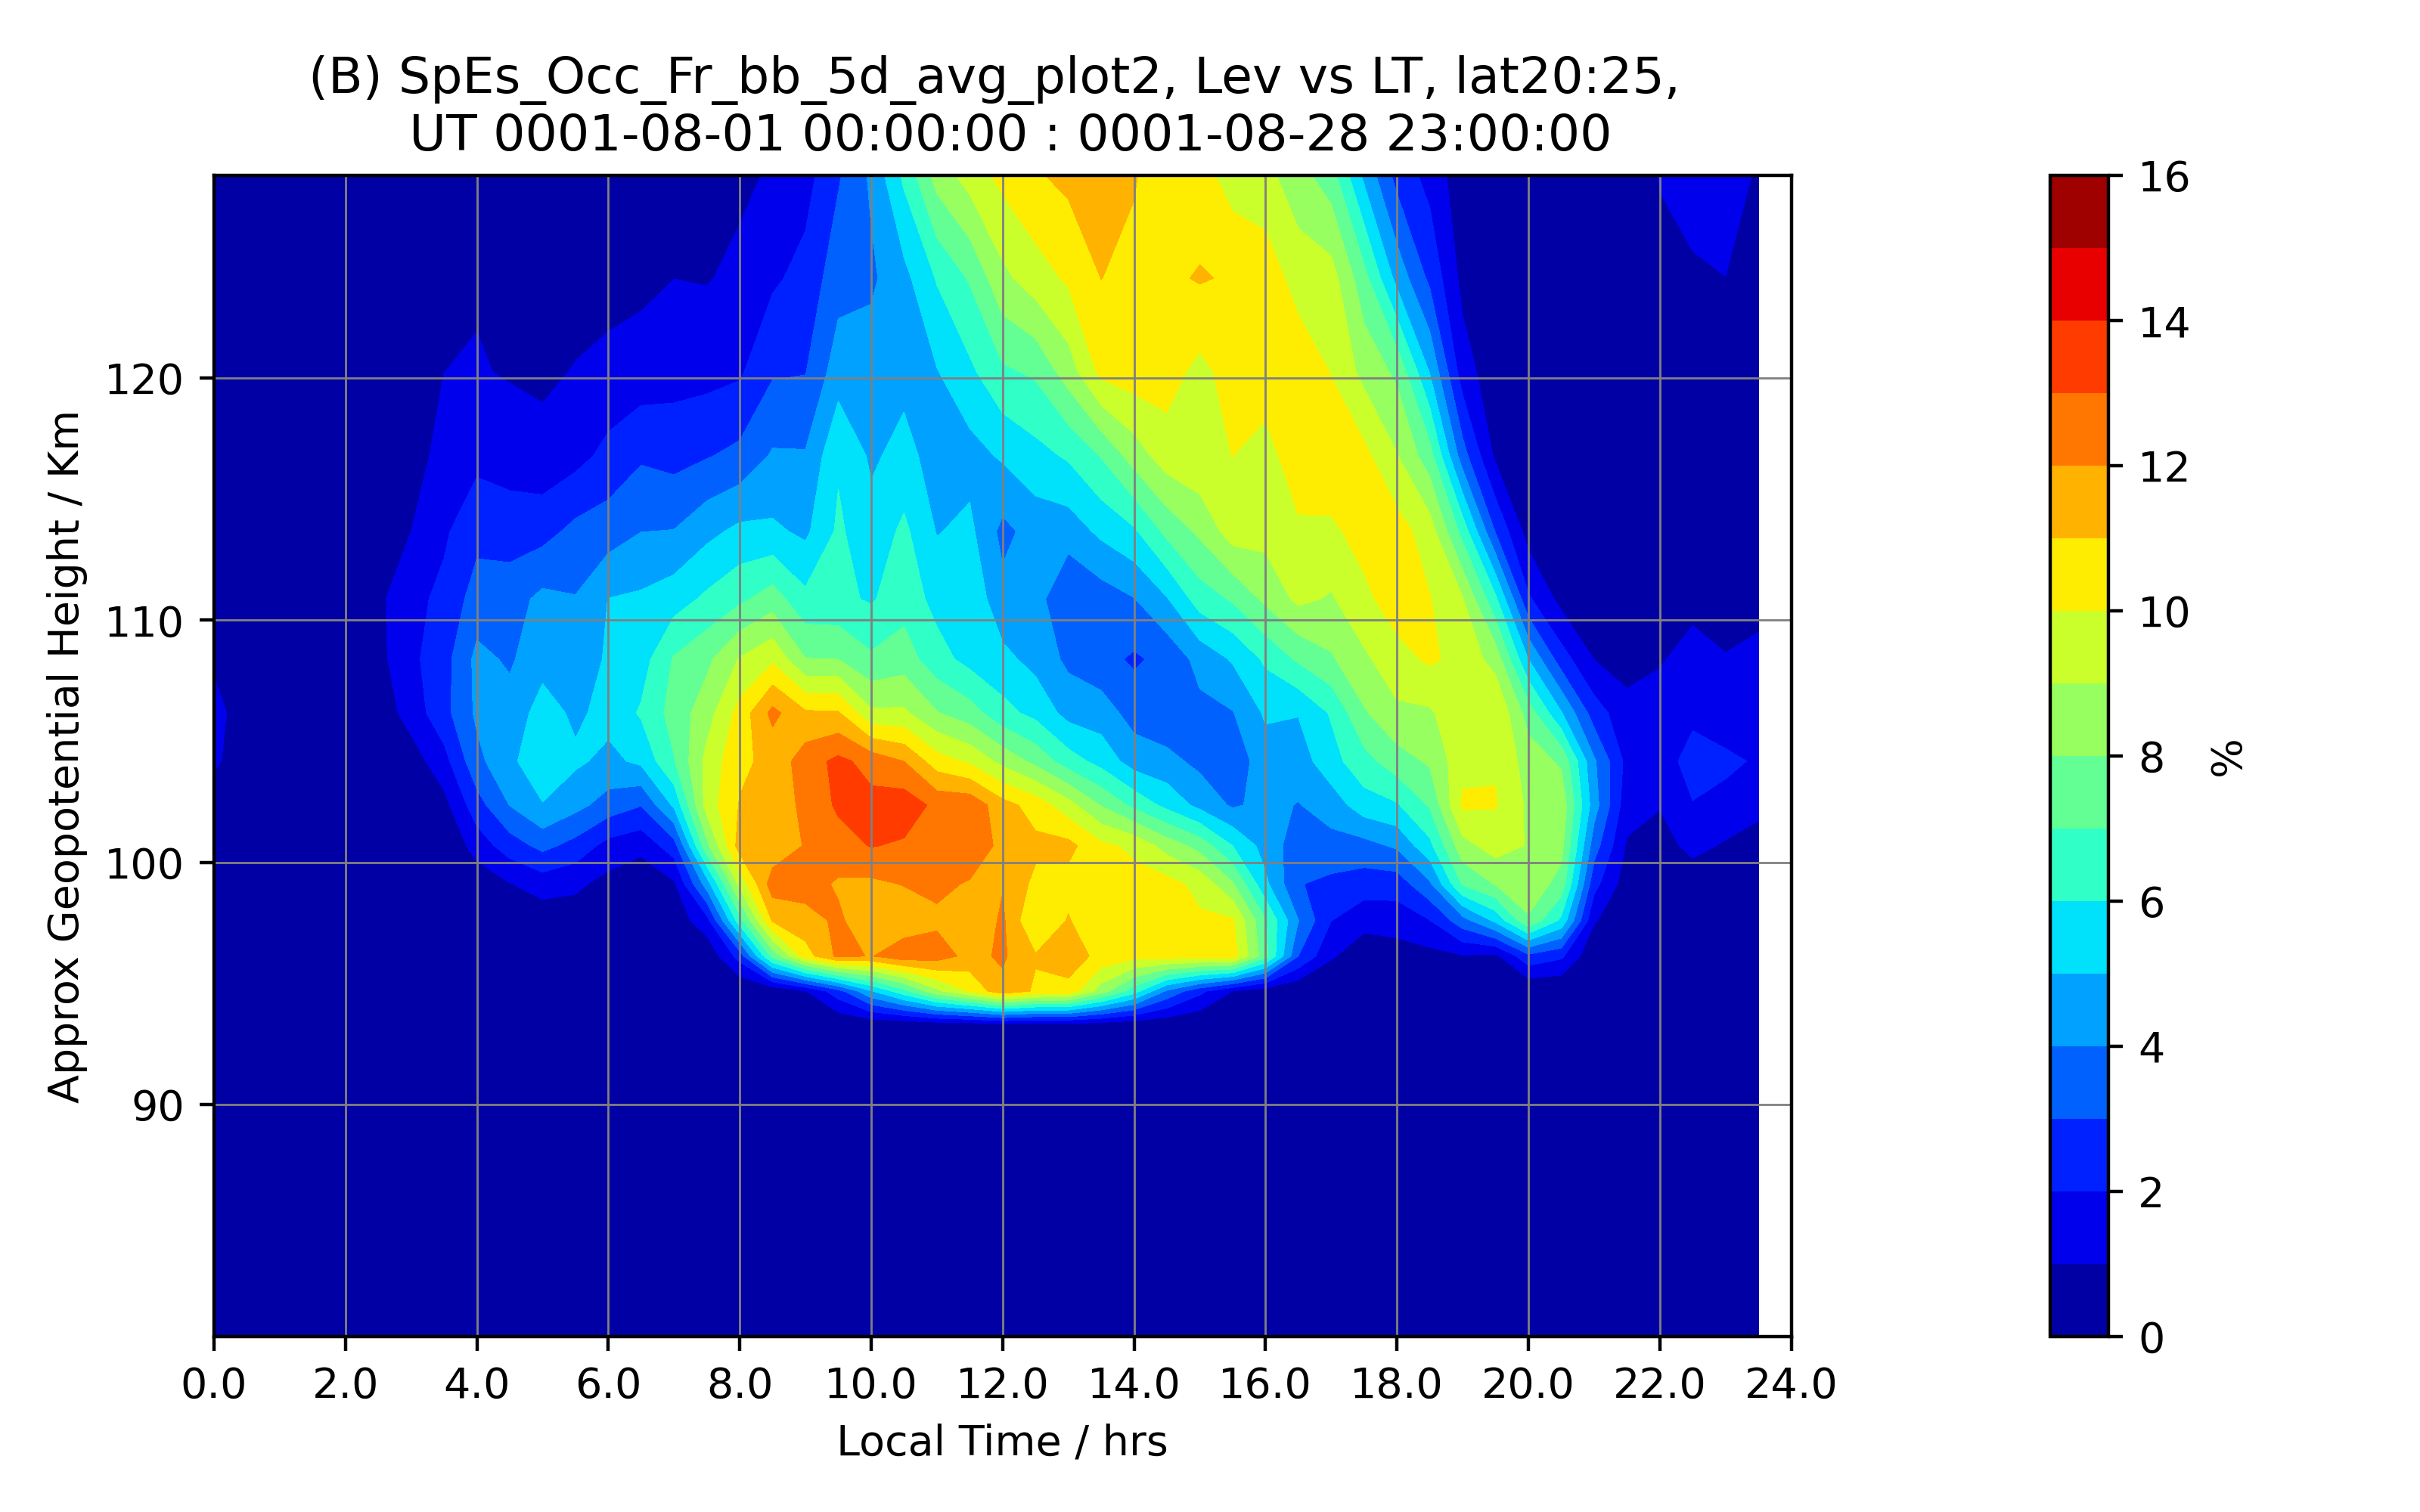 (B) SpEs_Occ_Fr_bb_5d_avg_plot2, Lev vs LT, lat20:25,
UT 0001-08-01 00:00:00 : 0001-08-28 23:00:00
Approx Geopotential Height / Km
120
110
100
90
0.0 2.0 4.0 6.0 8.0 10.0 12.0 14.0 16.0 18.0 20.0 22.0 24.0
Local Time / hrs
16
14
12
10
8
6
4
2
0
%